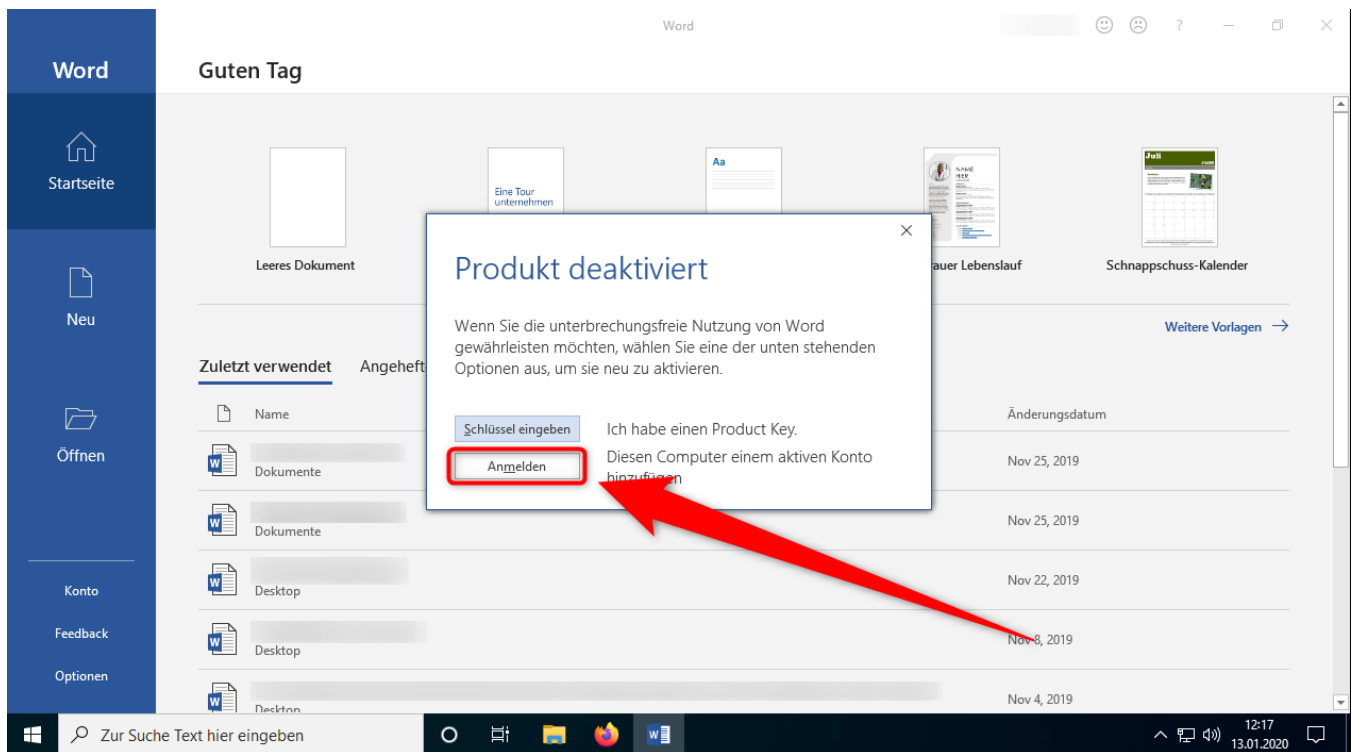 Word
Word
Guten Tag
Startseite
Neu
Öffnen
Konto
Feedback
Optionen
Eine Tour
unternehmen
Aa
NAME
HIER
Juli
Leeres Dokument
rauer Lebenslauf
Schnappschuss-Kalender
Weitere Vorlagen
Zuletzt verwendet Angeheft
Name Änderungsdatum
Dokumente Nov 25, 2019
Dokumente Nov 25, 2019
Desktop Nov 22, 2019
Desktop Nov 8, 2019
Desktop Nov 4, 2019
Produkt deaktiviert
Wenn Sie die unterbrechungsfreie Nutzung von Word
gewährleisten möchten, wählen Sie eine der unten stehenden
Optionen aus, um sie neu zu aktivieren.
Schlüssel eingeben Ich habe einen Product Key.
Anmelden Diesen Computer einem aktiven Konto
hinzufügen
Zur Suche Text hier eingeben
12:17
13.01.2020